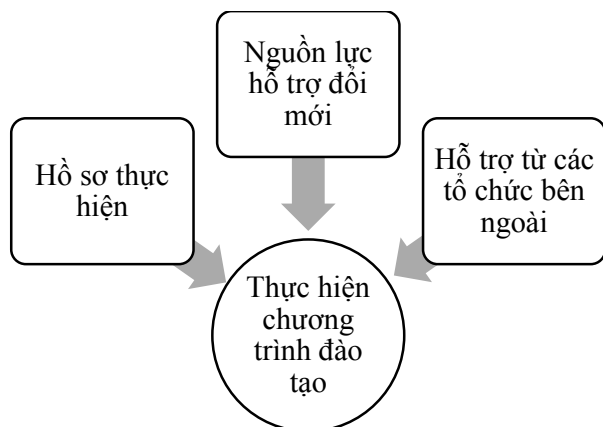 Nguồn lực
hỗ trợ đổi
mới
Hồ sơ thực
hiện
Hỗ trợ từ các
tổ chức bên
ngoài
Thực hiện
chương
trình đào
tạo